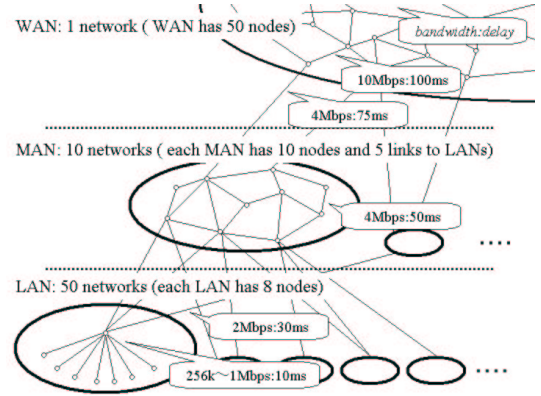 WAN: 1 network ( WAN has 50 nodes)
bandwidth:delay
10Mbps:100ms
4Mbps:75ms
MAN: 10 networks ( each MAN has 10 nodes and 5 links to LANs)
4Mbps:50ms
LAN: 50 networks (each LAN has 8 nodes)
2Mbps:30ms
256k～1Mbps:10ms